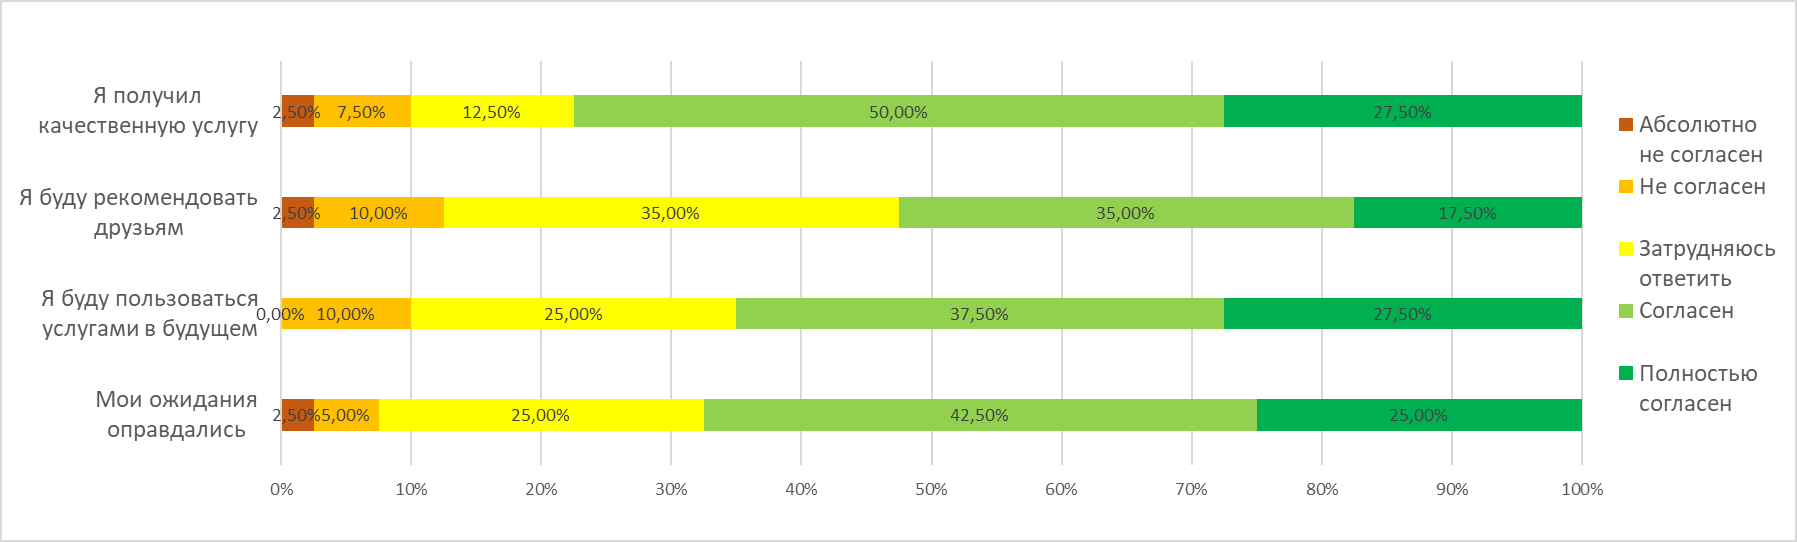 Я получил
качественную услугу
2,50% 7,50% 12,50% 50,00% 27,50%
Я буду рекомендовать
друзьям
2,50% 10,00% 35,00% 35,00% 17,50%
Я буду пользоваться
услугами в будущем
0,00% 10,00% 25,00% 37,50% 27,50%
Мои ожидания
оправдались
2,50% 5,00% 25,00% 42,50% 25,00%
0% 10% 20% 30% 40% 50% 60% 70% 80% 90% 100%
Абсолютно
не согласен
Не согласен
Затрудняюсь
ответить
Согласен
Полностью
согласен